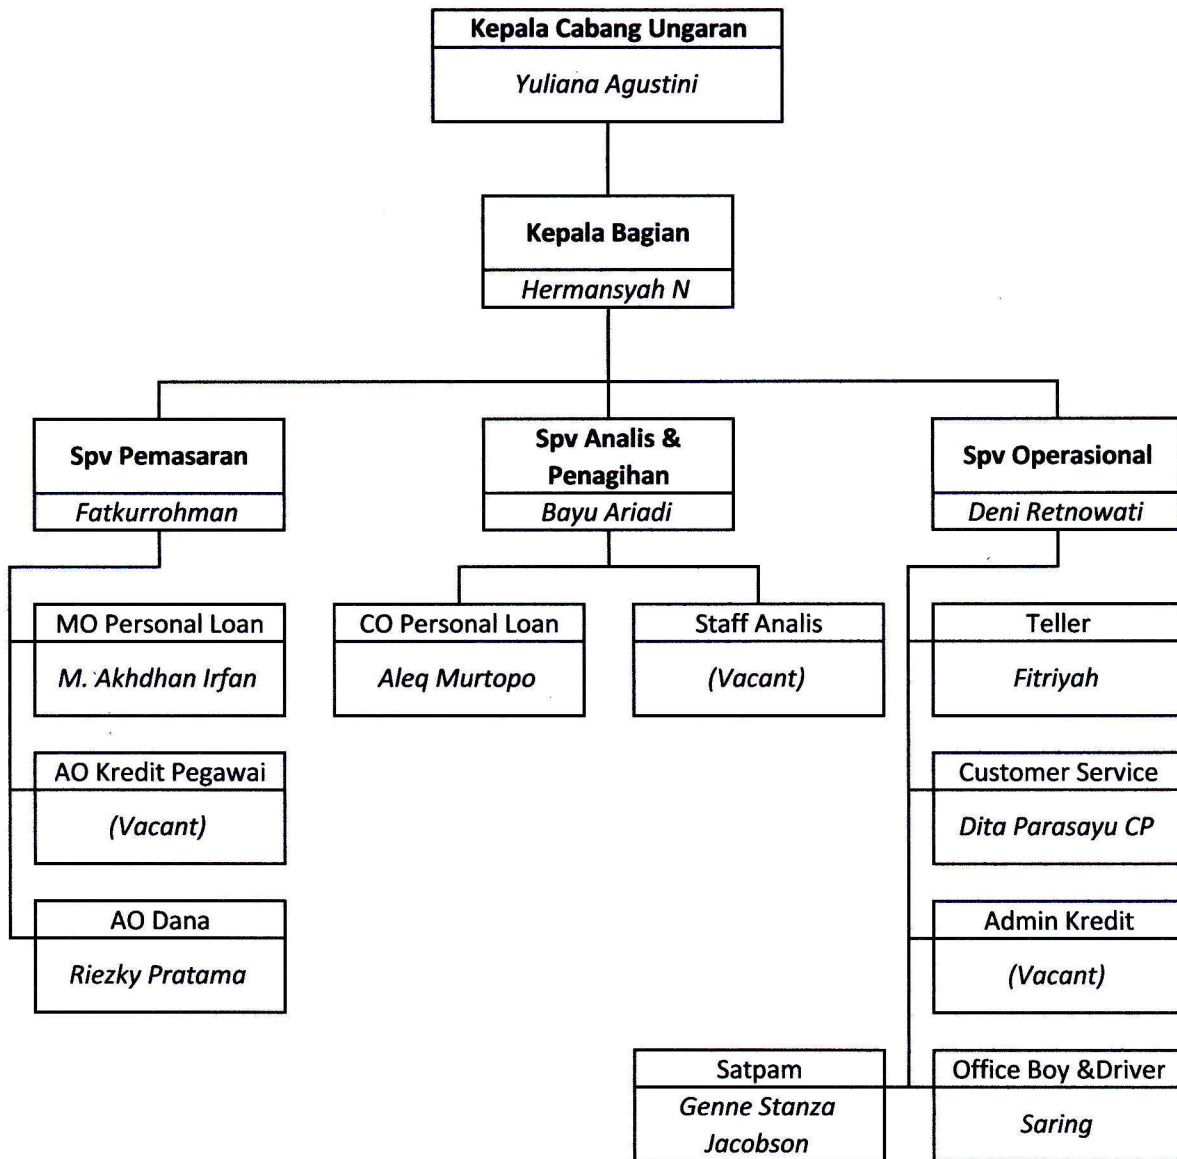 Kepala Cabang Ungaran
Yuliana Agustini
Kepala Bagian
Hermansyah N
Spv Pemasaran
Fatkurrohman
Spv Analis &
Penagihan
Bayu Ariadi
Spv Operasional
Deni Retnowati
MO Personal Loan
M. Akhdhan Irfan
CO Personal Loan
Aleq Murtopo
Staff Analis
(Vacant)
Teller
Fitriyah
AO Kredit Pegawai
(Vacant)
Customer Service
Dita Parasayu CP
AO Dana
Riezky Pratama
Admin Kredit
(Vacant)
Satpam
Genne Stanza
Jacobson
Office Boy &Driver
Saring